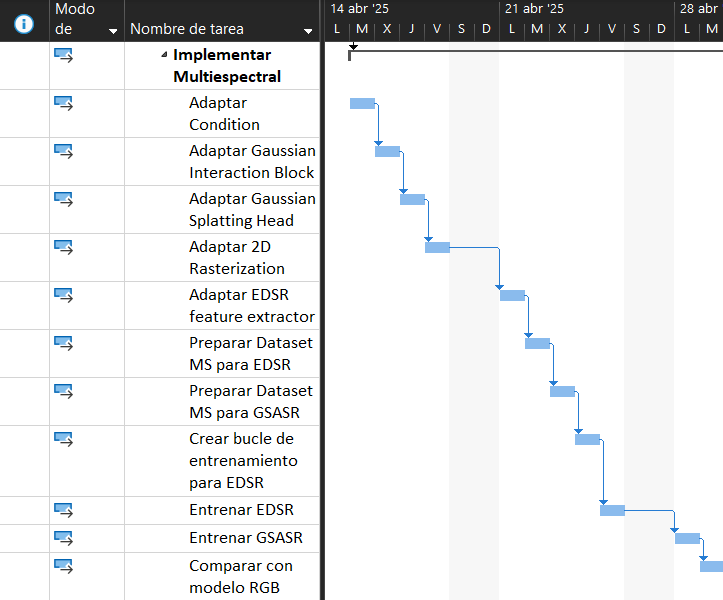 Modo de
Nombre de tarea
14 abr '25
21 abr '25
28 abr
L M X J V S D L M X J V S D L M
Implementar
Multiespectral
Adaptar
Condition
Adaptar Gaussian
Interaction Block
Adaptar Gaussian
Splatting Head
Adaptar 2D
Rasterization
Adaptar EDSR
feature extractor
Preparar Dataset
MS para EDSR
Preparar Dataset
MS para GSASR
Crear bucle de
entrenamiento
para EDSR
Entrenar EDSR
Entrenar GSASR
Comparar con
modelo RGB